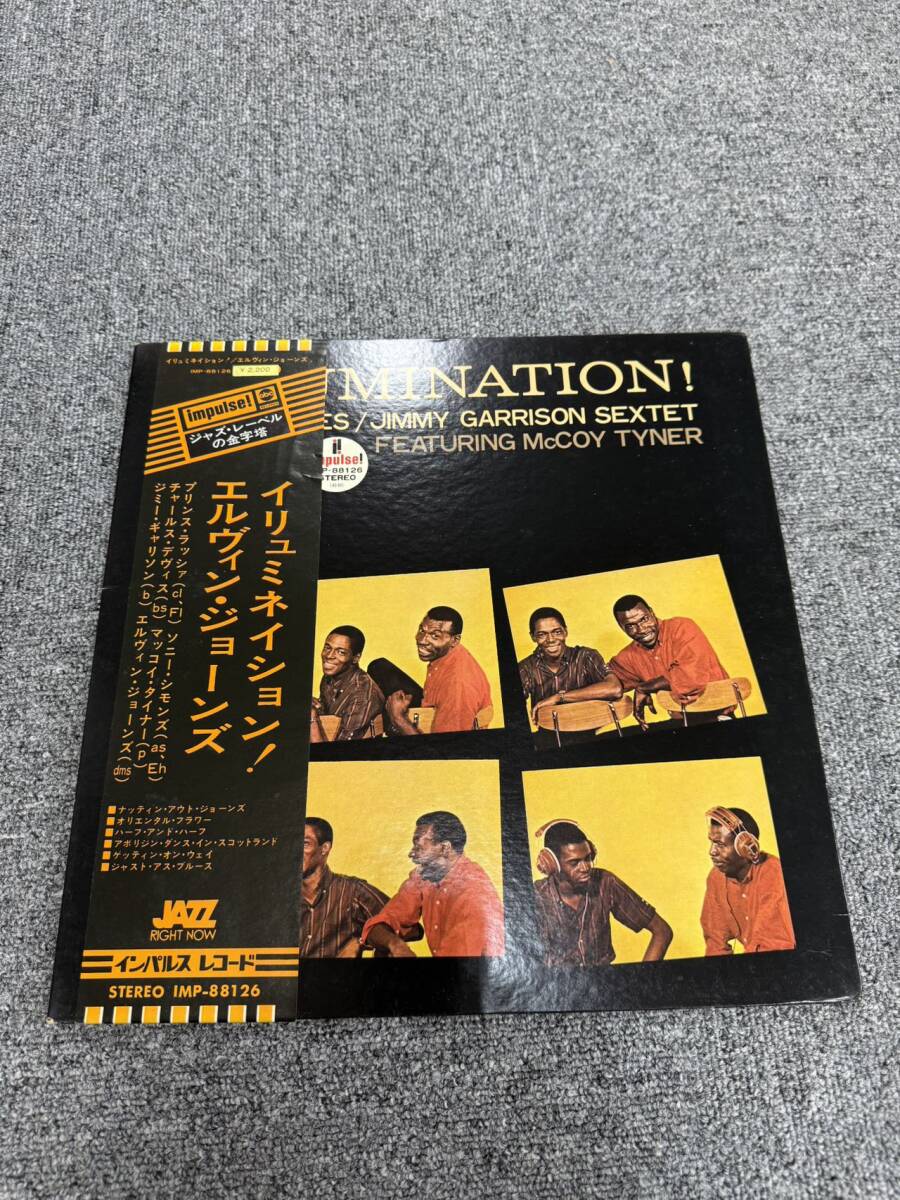 イリュミネイション!/エルヴィン・ジョーンズ
IMP-88126
¥2,200
impulse!
abc
ジャズ・レーベル
の金字塔
イリュミネイション!
エルヴィン・ジョーンズ
プリンス・ラッシァ(cl、Fl) ソニー・シモンズ(as、Eh)
チャールス・デヴィス(bs) マッコイ・タイナー(p)
ジミー・ギャリソン(b) エルヴィン・ジョーンズ(dms)
■ナッティン・アウト・ジョーンズ
■オリエンタル・フラワー
■ハーフ・アンド・ハーフ
■アボリジン・ダンス・イン・スコットランド
■ゲッティン・オン・ウェイ
■ジャスト・アス・ブルース
JAZZ
RIGHT NOW
インパルス レコード
STEREO IMP-88126
MINATION!
ES/JIMMY GARRISON SEXTET
FEATURING McCOY TYNER
i!
mpulse!
MP-88126
STEREO